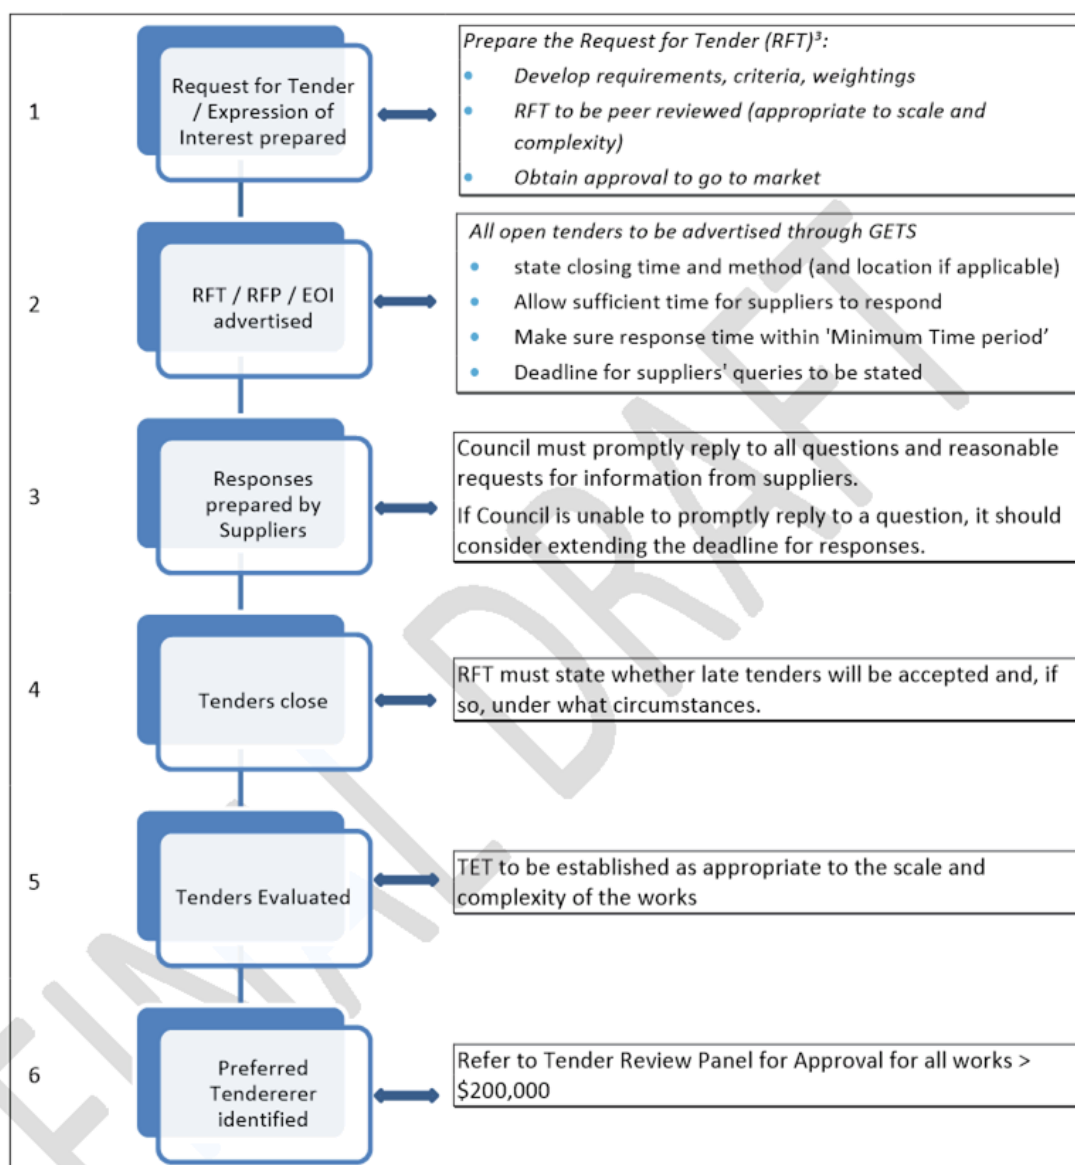 1
Request for Tender
/ Expression of
Interest prepared
Prepare the Request for Tender (RFT)³:
• Develop requirements, criteria, weightings
• RFT to be peer reviewed (appropriate to scale and
complexity)
• Obtain approval to go to market
2
RFT / RFP / EOI
advertised
All open tenders to be advertised through GETS
• state closing time and method (and location if applicable)
• Allow sufficient time for suppliers to respond
• Make sure response time within 'Minimum Time period’
• Deadline for suppliers' queries to be stated
3
Responses
prepared by
Suppliers
Council must promptly reply to all questions and reasonable
requests for information from suppliers.
If Council is unable to promptly reply to a question, it should
consider extending the deadline for responses.
4
Tenders close
RFT must state whether late tenders will be accepted and, if
so, under what circumstances.
5
Tenders Evaluated
TET to be established as appropriate to the scale and
complexity of the works
6
Preferred
Tendererer
identified
Refer to Tender Review Panel for Approval for all works >
$200,000
FINAL DRAFT